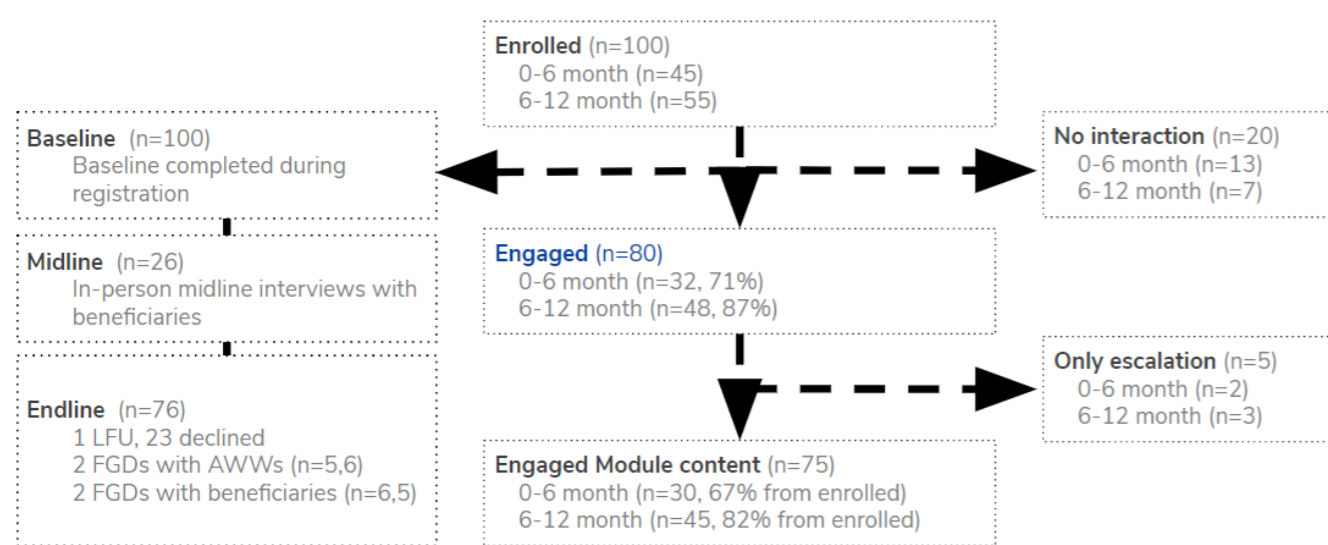 Enrolled (n=100)
0-6 month (n=45)
6-12 month (n=55)
Baseline (n=100)
Baseline completed during
registration
No interaction (n=20)
0-6 month (n=13)
6-12 month (n=7)
Midline (n=26)
In-person midline interviews with
beneficiaries
Engaged (n=80)
0-6 month (n=32, 71%)
6-12 month (n=48, 87%)
Only escalation (n=5)
0-6 month (n=2)
6-12 month (n=3)
Endline (n=76)
1 LFU, 23 declined
2 FGDs with AWWs (n=5,6)
2 FGDs with beneficiaries (n=6,5)
Engaged Module content (n=75)
0-6 month (n=30, 67% from enrolled)
6-12 month (n=45, 82% from enrolled)